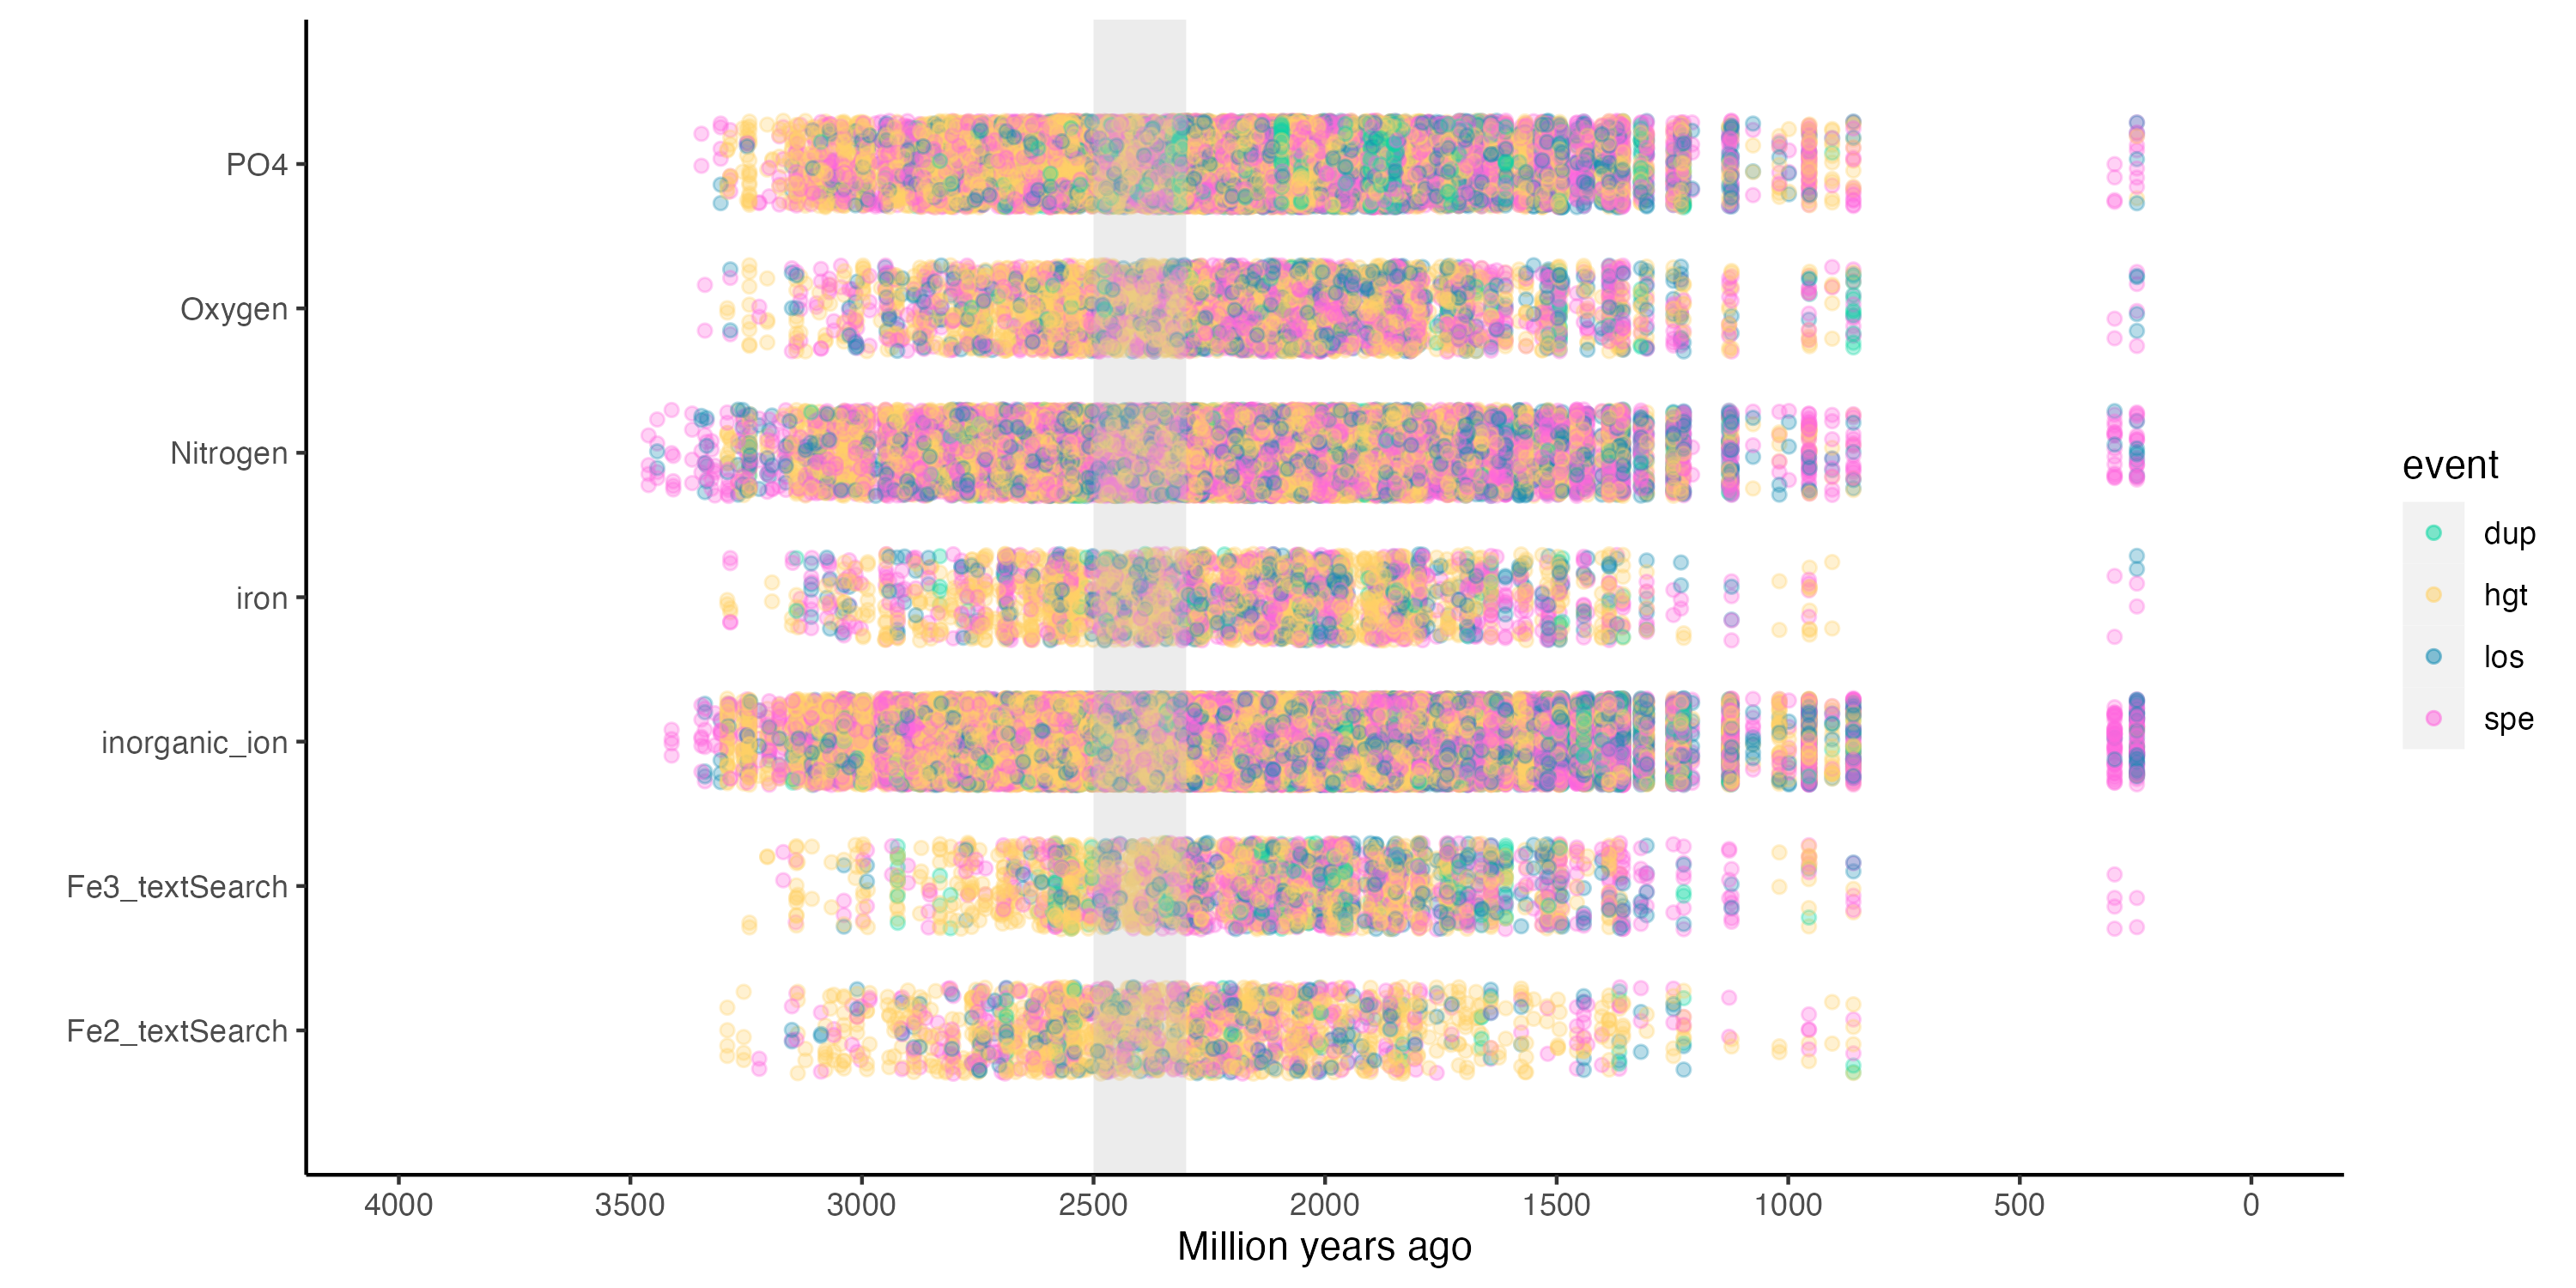 PO4
Oxygen
Nitrogen
iron
inorganic_ion
Fe3_textSearch
Fe2_textSearch
4000 3500 3000 2500 2000 1500 1000 500 0
Million years ago
event
dup
hgt
los
spe